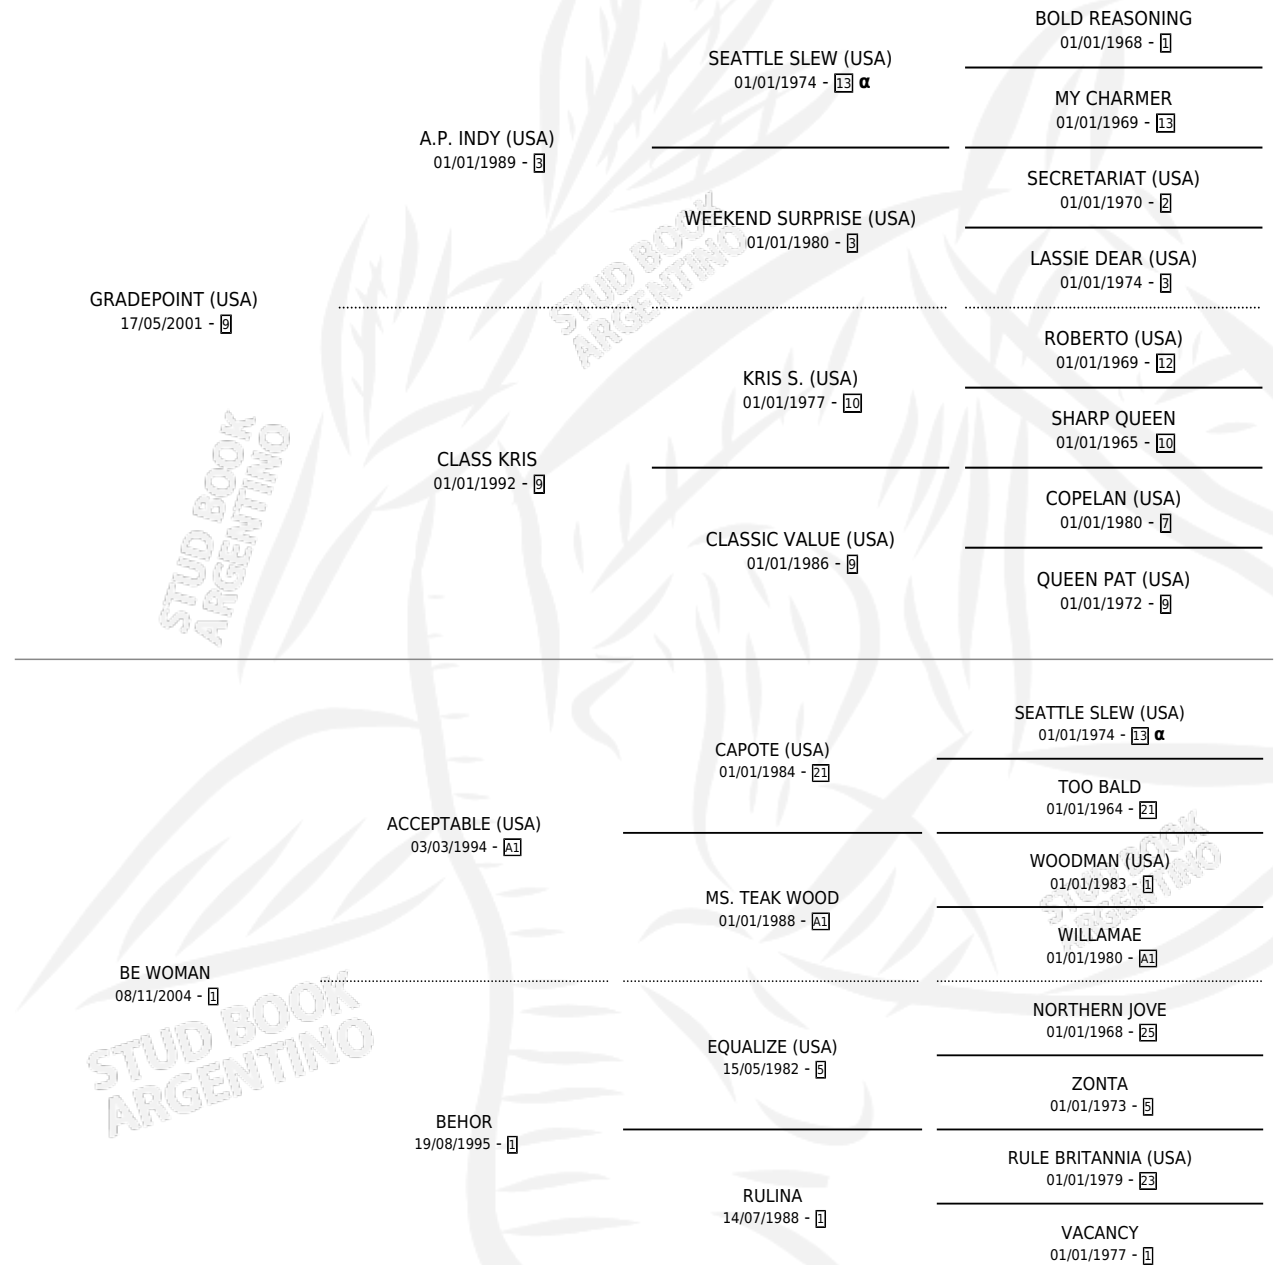 BOLD REASONING
01/01/1968 - 1
SEATTLE SLEW (USA)
01/01/1974 - 13 α
MY CHARMER
01/01/1969 - 13
A.P. INDY (USA)
01/01/1989 - 3
SECRETARIAT (USA)
01/01/1970 - 2
WEEKEND SURPRISE (USA)
01/01/1980 - 3
LASSIE DEAR (USA)
01/01/1974 - 3
GRADEPOINT (USA)
17/05/2001 - 9
ROBERTO (USA)
01/01/1969 - 12
KRIS S. (USA)
01/01/1977 - 10
SHARP QUEEN
01/01/1965 - 10
CLASS KRIS
01/01/1992 - 9
COPELAN (USA)
01/01/1980 - 7
CLASSIC VALUE (USA)
01/01/1986 - 9
QUEEN PAT (USA)
01/01/1972 - 9
SEATTLE SLEW (USA)
01/01/1974 - 13 α
CAPOTE (USA)
01/01/1984 - 21
TOO BALD
01/01/1964 - 21
ACCEPTABLE (USA)
03/03/1994 - A1
WOODMAN (USA)
01/01/1983 - 1
MS. TEAK WOOD
01/01/1988 - A1
WILLAMAE
01/01/1980 - A1
BE WOMAN
08/11/2004 - 1
NORTHERN JOVE
01/01/1968 - 25
EQUALIZE (USA)
15/05/1982 - 5
ZONTA
01/01/1973 - 5
BEHOR
19/08/1995 - 1
RULE BRITANNIA (USA)
01/01/1979 - 23
RULINA
14/07/1988 - 1
VACANCY
01/01/1977 - 1
STUD BOOK
ARGENTINO
STUD BOOK
ARGENTINO
STUD BOOK
ARGENTINO
STUD BOOK
ARGENTINO